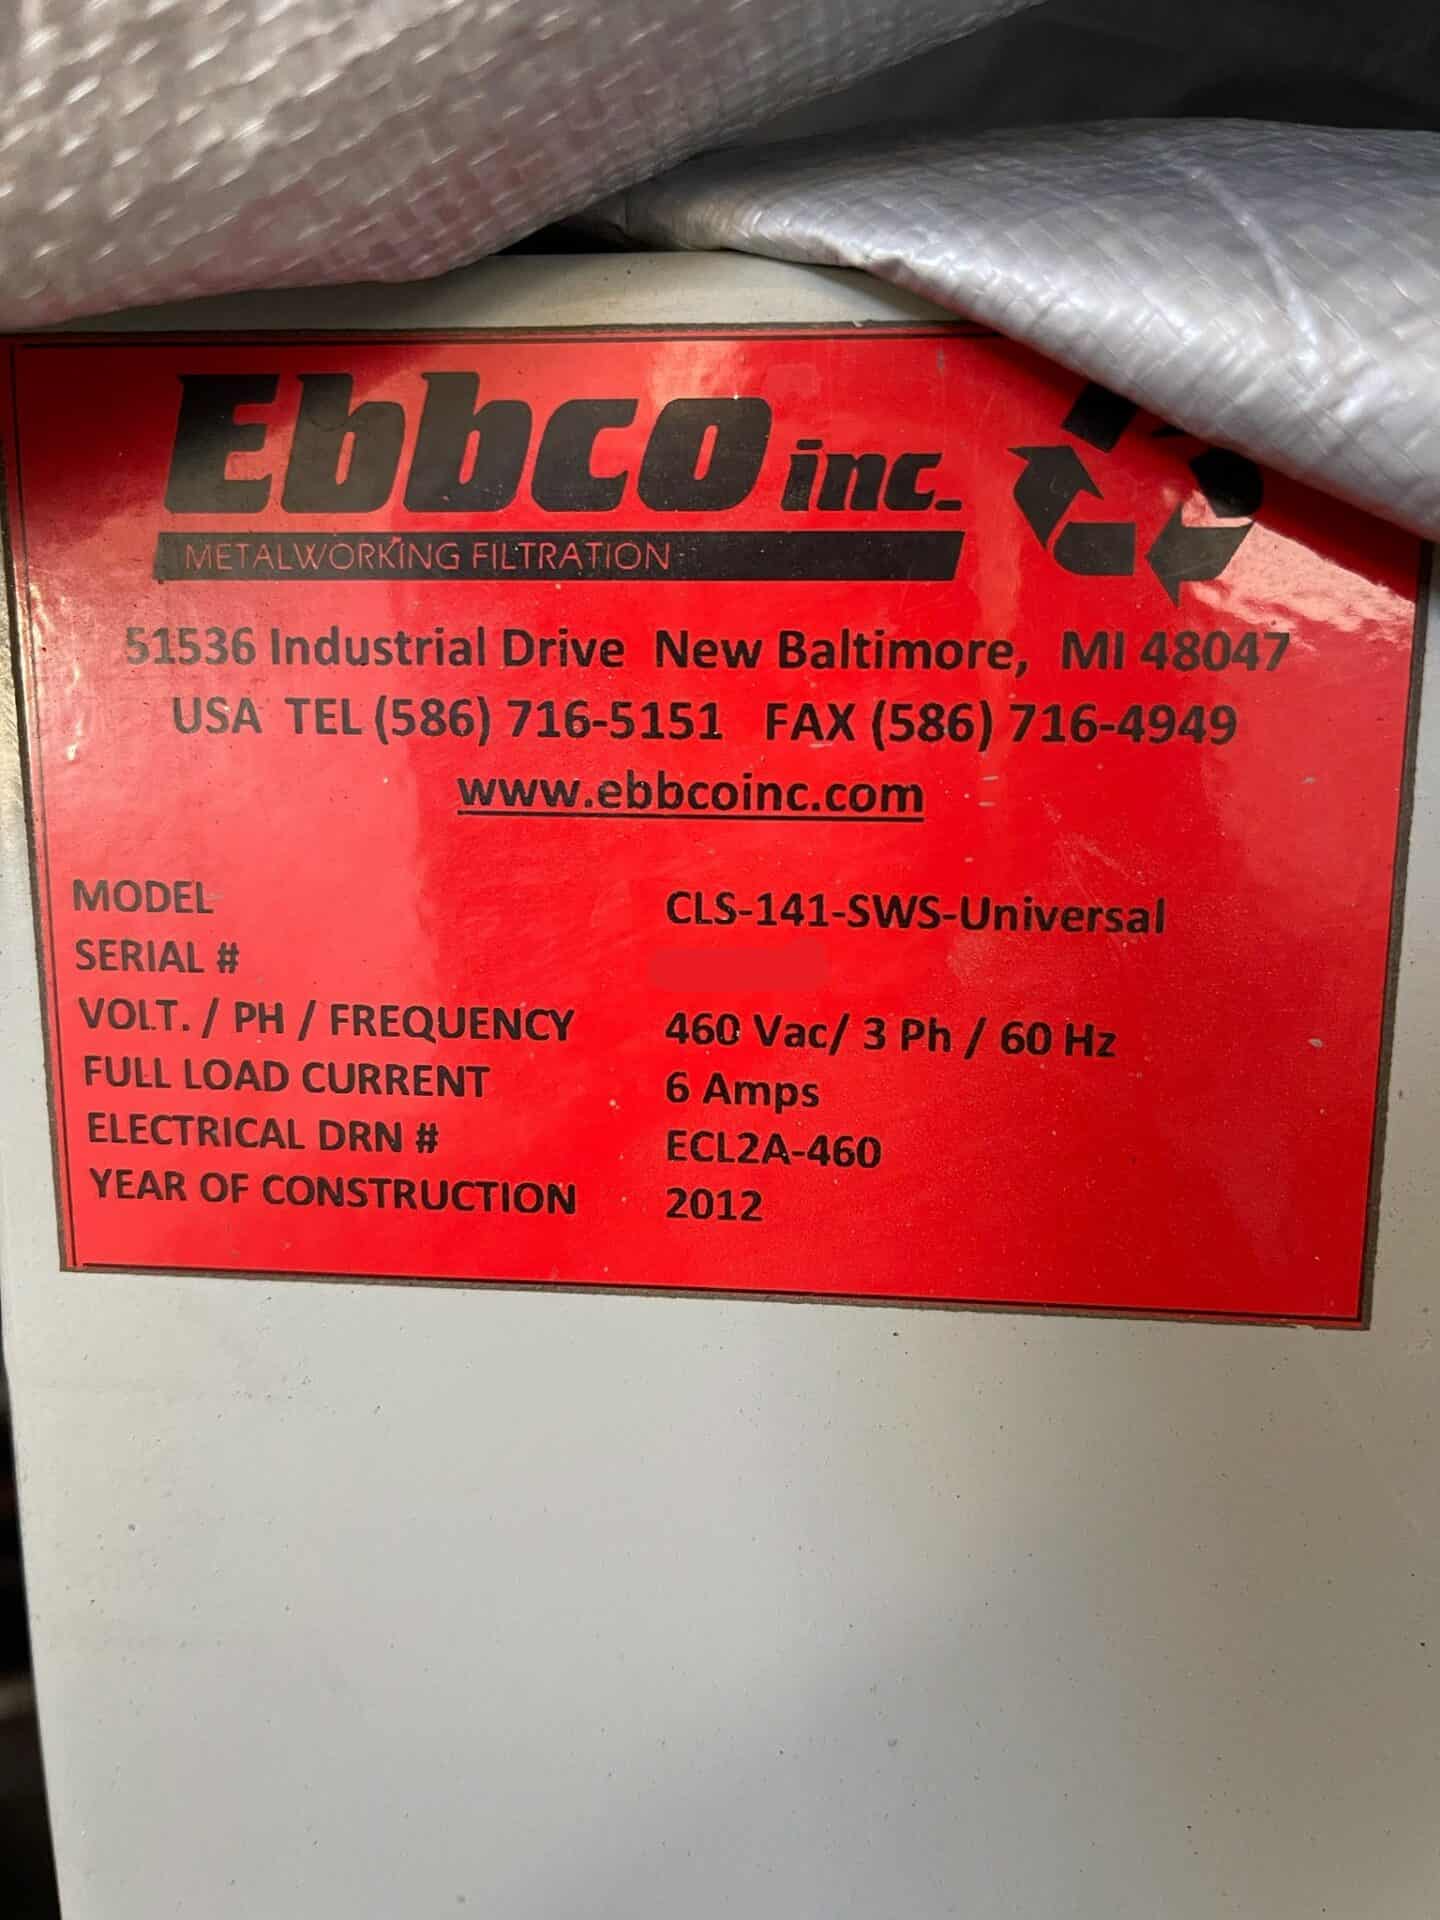 Ebbco inc.
METALWORKING FILTRATION
51536 Industrial Drive New Baltimore, MI 48047
USA TEL (586) 716-5151 FAX (586) 716-4949
www.ebbcoinc.com
MODEL CLS-141-SWS-Universal
SERIAL #
VOLT. / PH / FREQUENCY 460 Vac/ 3 Ph / 60 Hz
FULL LOAD CURRENT 6 Amps
ELECTRICAL DRN # ECL2A-460
YEAR OF CONSTRUCTION 2012